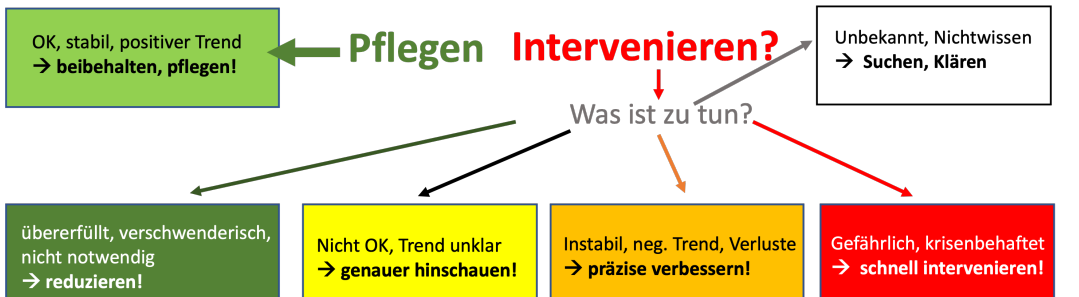 OK, stabil, positiver Trend
→ beibehalten, pflegen!
Pflegen
Intervenieren?
Unbekannt, Nichtwissen
→ Suchen, Klären
Was ist zu tun?
übererfüllt, verschwenderisch,
nicht notwendig
→ reduzieren!
Nicht OK, Trend unklar
→ genauer hinschauen!
Instabil, neg. Trend, Verluste
→ präzise verbessern!
Gefährlich, krisenbehaftet
→ schnell intervenieren!